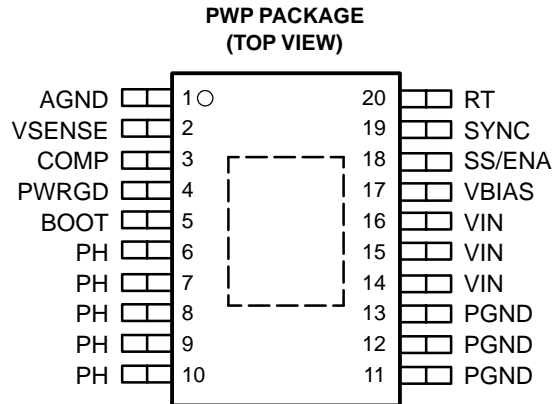 PWP PACKAGE
(TOP VIEW)
AGND 1 20 RT
VSENSE 2 19 SYNC
COMP 3 18 SS/ENA
PWRGD 4 17 VBIAS
BOOT 5 16 VIN
PH 6 15 VIN
PH 7 14 VIN
PH 8 13 PGND
PH 9 12 PGND
PH 10 11 PGND